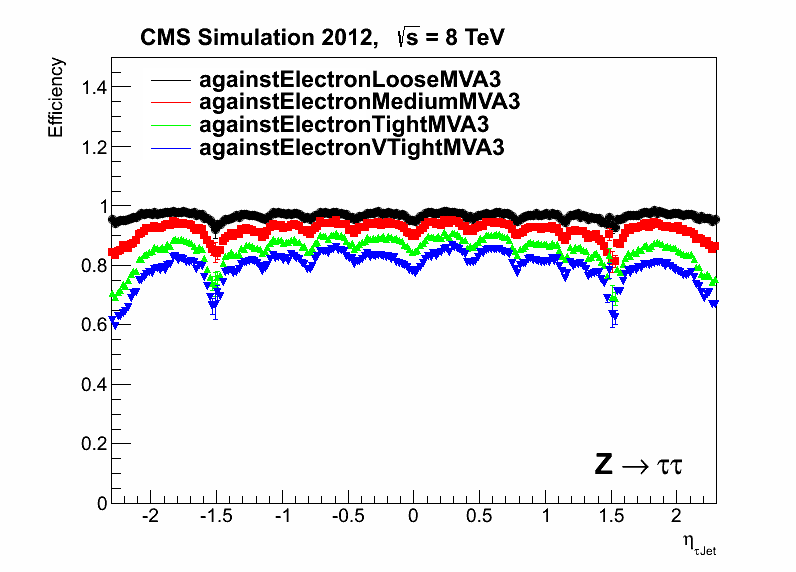 CMS Simulation 2012, √s = 8 TeV
Efficiency
againstElectronLooseMVA3
againstElectronMediumMVA3
againstElectronTightMVA3
againstElectronVTightMVA3
1.4
1.2
1
0.8
0.6
0.4
0.2
0
Z → ττ
-2 -1.5 -1 -0.5 0 0.5 1 1.5 2
η τJet